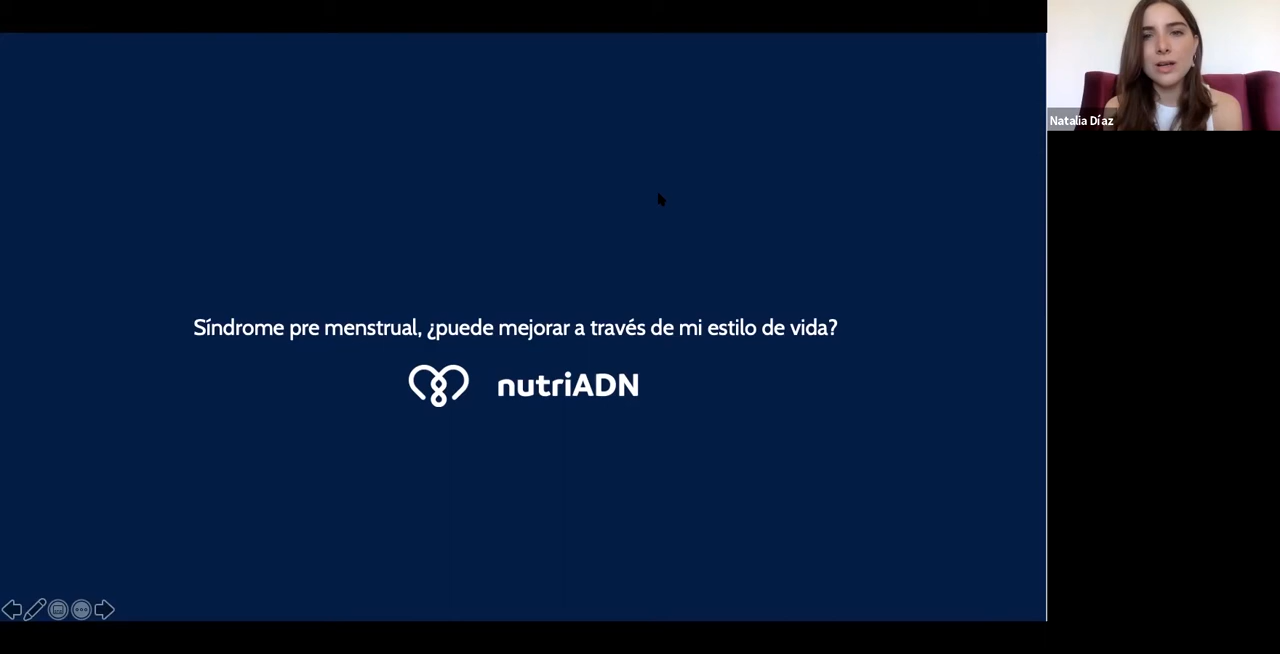 Natalia Díaz
Síndrome pre menstrual, ¿puede mejorar a través de mi estilo de vida?
nutriADN